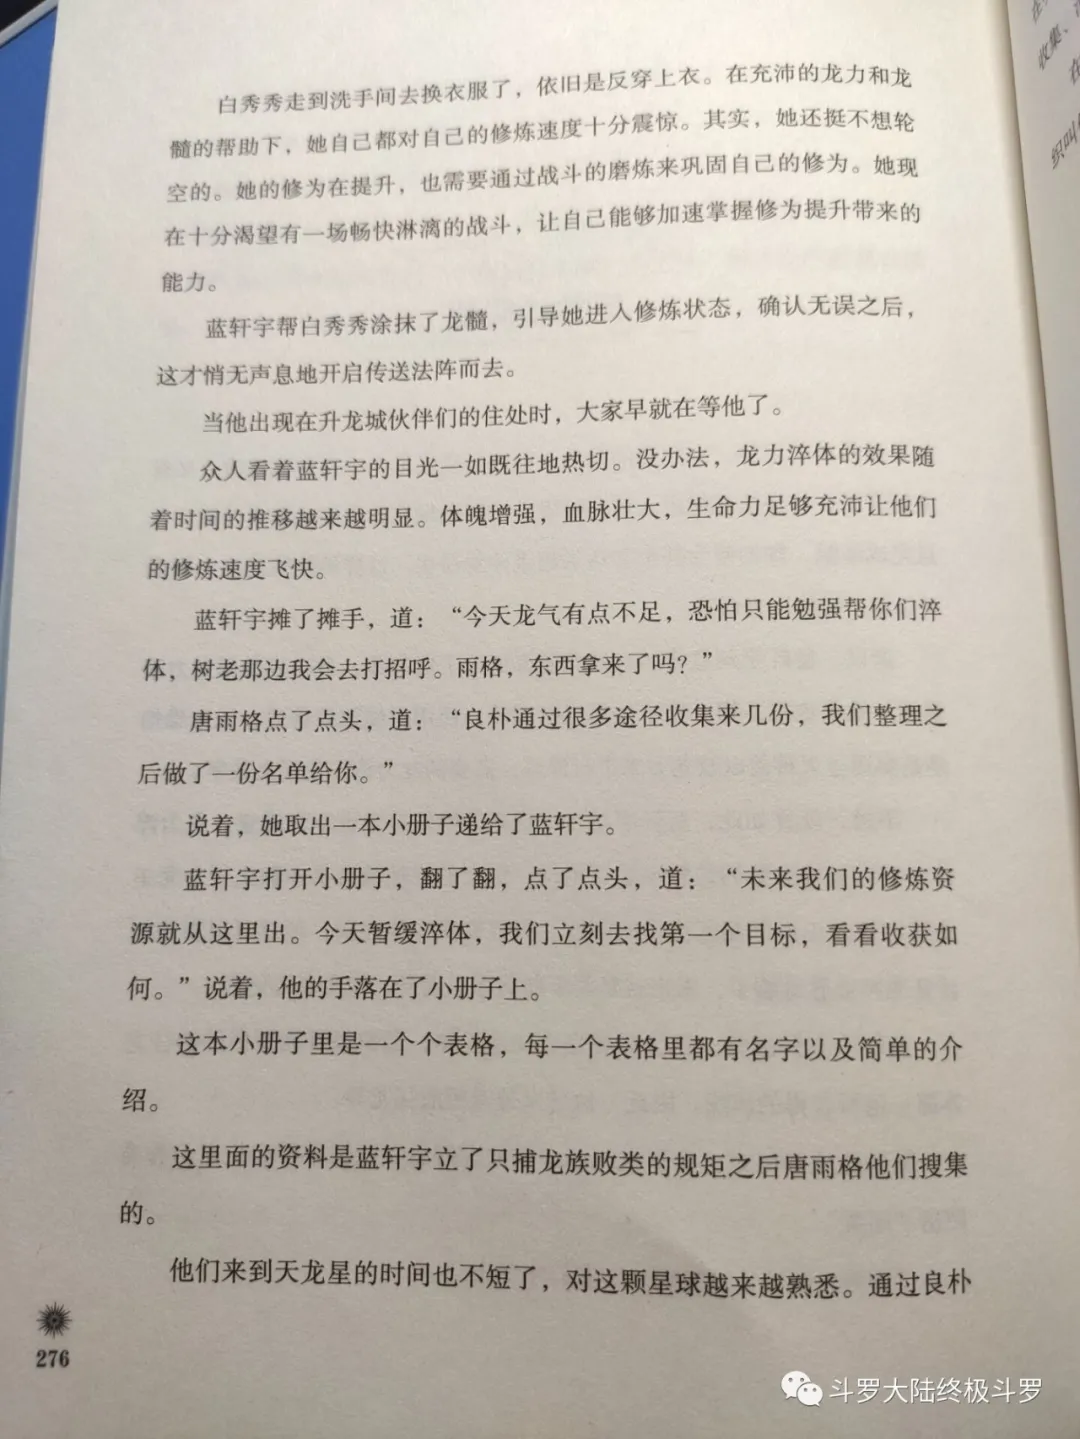 白秀秀走到洗手间去换衣服了，依旧是反穿上衣。在充沛的龙力和龙
髓的帮助下，她自己都对自己的修炼速度十分震惊。其实，她还挺不想轮
空的。她的修为在提升，也需要通过战斗的磨炼来巩固自己的修为。她现
在十分渴望有一场畅快淋漓的战斗，让自己能够加速掌握修为提升带来的
能力。
蓝轩宇帮白秀秀涂抹了龙髓，引导她进入修炼状态，确认无误之后，
这才悄无声息地开启传送法阵而去。
当他出现在升龙城伙伴们的住处时，大家早就在等他了。
众人看着蓝轩宇的目光一如既往地热切。没办法，龙力淬体的效果随
着时间的推移越来越明显。体魄增强，血脉壮大，生命力足够充沛让他们
的修炼速度飞快。
蓝轩宇摊了摊手，道：“今天龙气有点不足，恐怕只能勉强帮你们淬
体，树老那边我会去打招呼。雨格，东西拿来了吗？”
唐雨格点了点头，道：“良朴通过很多途径收集来几份，我们整理之
后做了一份名单给你。”
说着，她取出一本小册子递给了蓝轩宇。
蓝轩宇打开小册子，翻了翻，点了点头，道：“未来我们的修炼资
源就从这里出。今天暂缓淬体，我们立刻去找第一个目标，看看收获如
何。”说着，他的手落在了小册子上。
这本小册子里是一个个表格，每一个表格里都有名字以及简单的介
绍。
这里面的资料是蓝轩宇立了只捕龙族败类的规矩之后唐雨格他们搜集
的。
他们来到天龙星的时间也不短了，对这颗星球越来越熟悉。通过良朴
276
收集、
织叫
斗罗大陆终极斗罗